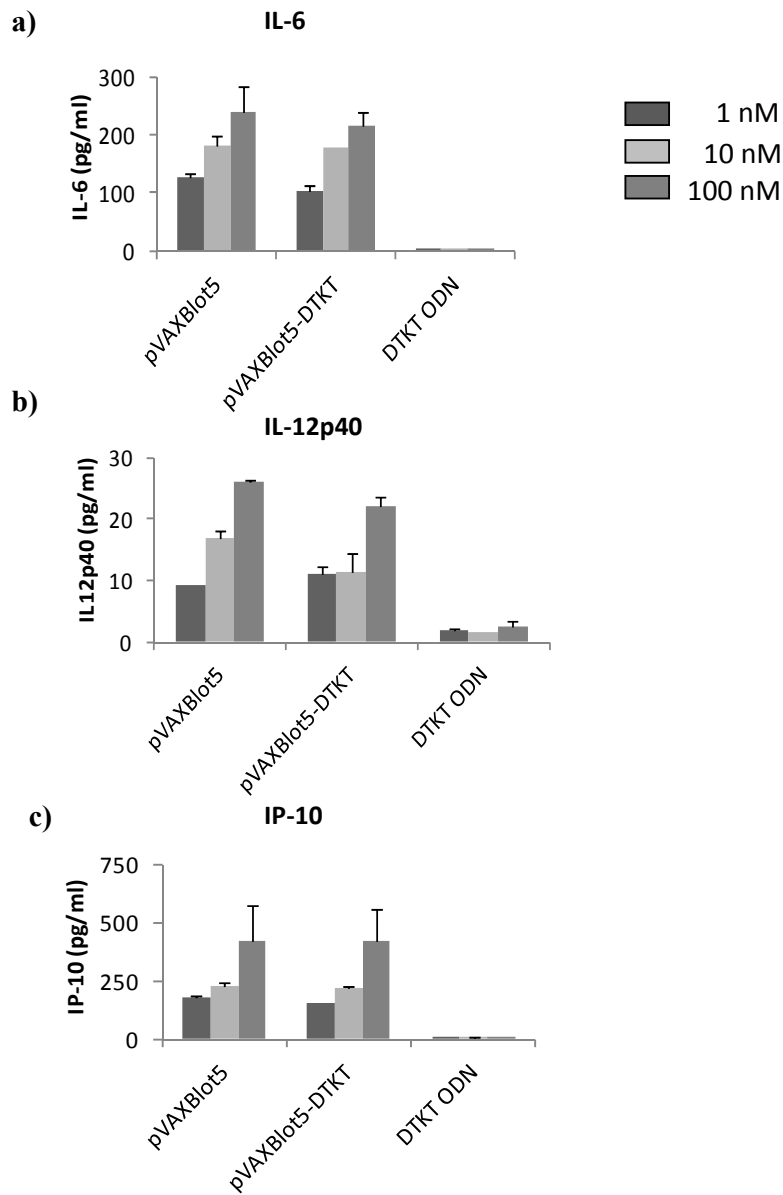 a)
IL-6
IL-6 (pg/ml)
300
200
100
0
pVAXBlot5
pVAXBlot5-DTKT
DTKT ODN
1 nM
10 nM
100 nM
b)
IL-12p40
IL12p40 (pg/ml)
30
20
10
0
pVAXBlot5
pVAXBlot5-DTKT
DTKT ODN
c)
IP-10
IP-10 (pg/ml)
750
500
250
0
pVAXBlot5
pVAXBlot5-DTKT
DTKT ODN